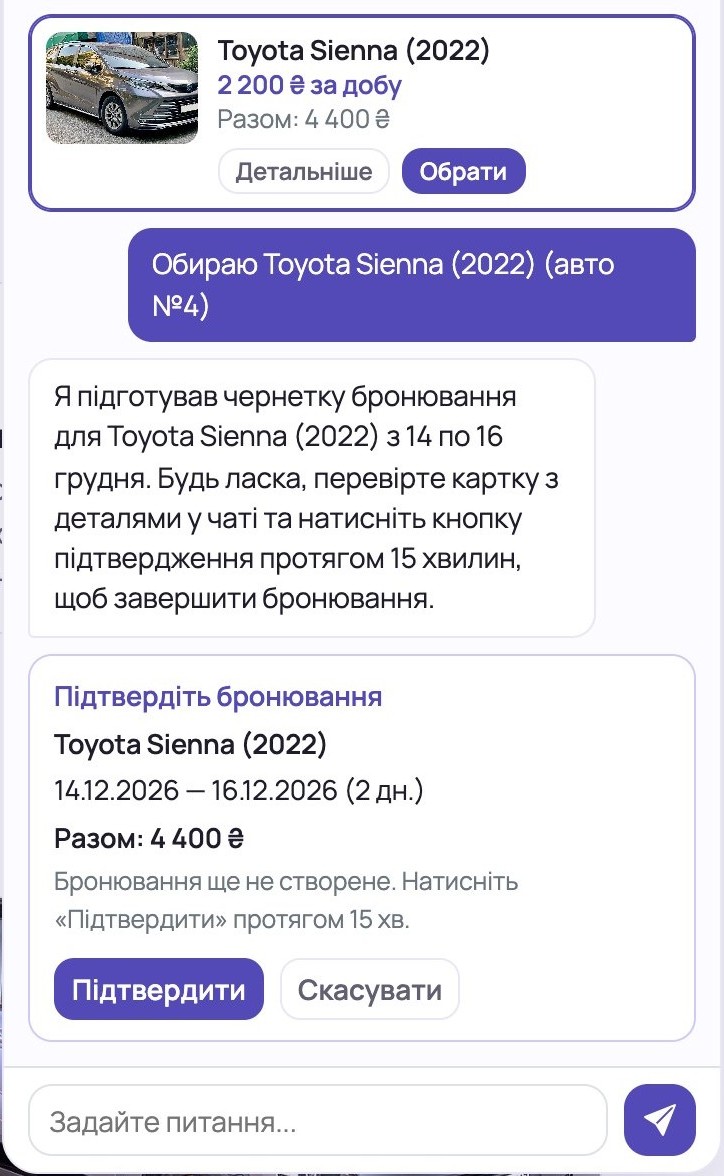 Toyota Sienna (2022)
2 200 ₴ за добу
Разом: 4 400 ₴
Детальніше
Обрати
Обираю Toyota Sienna (2022) (авто
№4)
Я підготував чернетку бронювання
для Toyota Sienna (2022) з 14 по 16
грудня. Будь ласка, перевірте картку з
деталями у чаті та натисніть кнопку
підтвердження протягом 15 хвилин,
щоб завершити бронювання.
Підтвердіть бронювання
Toyota Sienna (2022)
14.12.2026 — 16.12.2026 (2 дн.)
Разом: 4 400 ₴
Бронювання ще не створене. Натисніть
«Підтвердити» протягом 15 хв.
Підтвердити
Скасувати
Задайте питання...